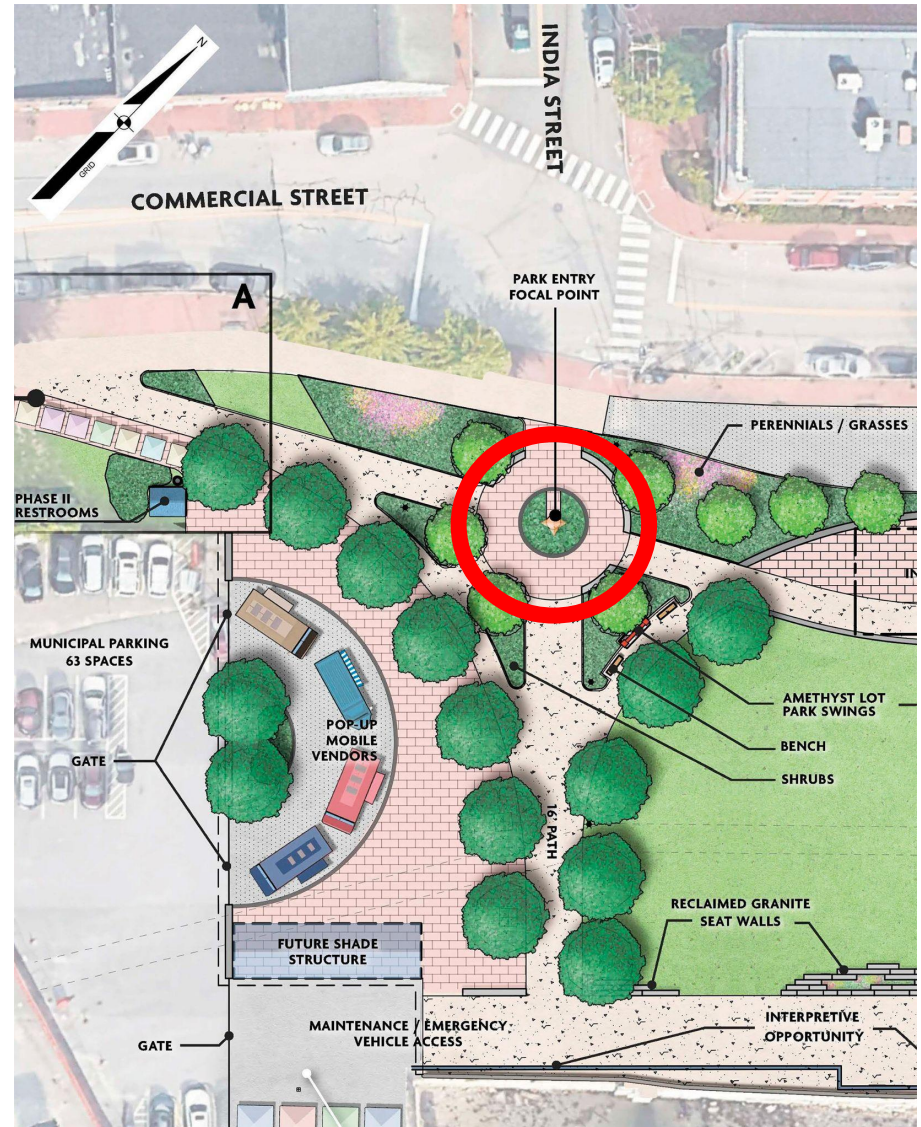 N
GRID
INDIA STREET
COMMERCIAL STREET
A
PARK ENTRY
FOCAL POINT
PERENNIALS / GRASSES
PHASE II
RESTROOMS
IN
MUNICIPAL PARKING
63 SPACES
GATE
POP-UP
MOBILE
VENDORS
AMETHYST LOT
PARK SWINGS
BENCH
SHRUBS
16' PATH
RECLAIMED GRANITE
SEAT WALLS
FUTURE SHADE
STRUCTURE
MAINTENANCE / EMERGENCY
VEHICLE ACCESS
INTERPRETIVE
OPPORTUNITY
GATE